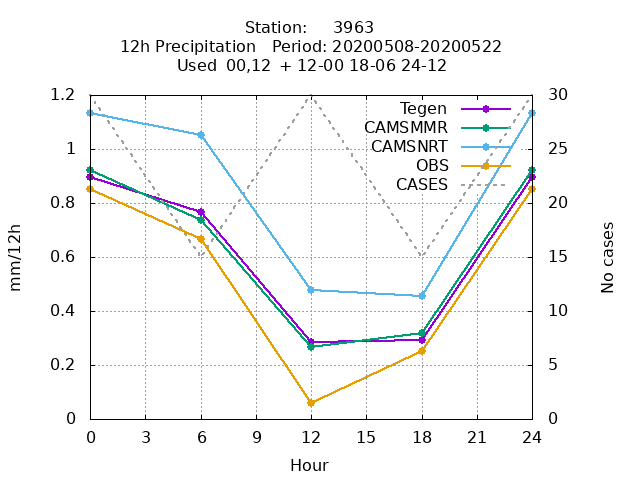 Station: 3963
12h Precipitation Period: 20200508-20200522
Used 00,12 + 12-00 18-06 24-12
1.2 30
Tegen
CAMSMMR
1 CAMSNRT 25
OBS
CASES
0.8 20
0.6 15
mm/12h No cases
0.4 10
0.2 5
0 0
0 3 6 9 12 15 18 21 24
Hour